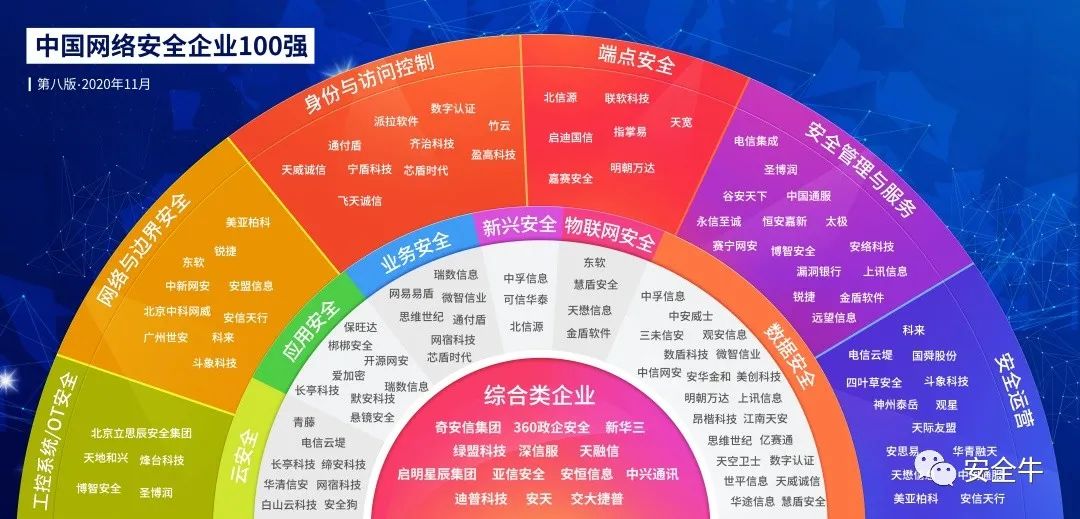 中国网络安全企业100强
第八版·2020年11月
工控系统/OT安全
北京立思辰安全集团
天地和兴 烽台科技
博智安全 圣博润
网络与边界安全
美亚柏科
锐捷
东软
中新网安 安盟信息
北京中科网威 安信天行
广州世安 科来
斗象科技
身份与访问控制
数字认证
派拉软件 竹云
通付盾 齐治科技
盈高科技
天威诚信 宁盾科技 芯盾时代
飞天诚信
端点安全
北信源 联软科技
天宽
启迪国信 指掌易
明朝万达
嘉赛安全
安全管理与服务
电信集成
圣博润
谷安天下 中国通服
永信至诚 恒安嘉新 太极
赛宁网安 博智安全 安络科技
漏洞银行 上讯信息
锐捷 金盾软件
远望信息
安全运营
科来
电信云堤 国舜股份
四叶草安全 斗象科技
神州泰岳 观星
天际友盟
安思易 华青融天
天懋信息
美亚柏科 安信天行
云安全
青藤
电信云堤
长亭科技 缔安科技
华清信安 网宿科技
白山云科技 安全狗
应用安全
保旺达
梆梆安全
开源网安
爱加密
长亭科技 瑞数信息
默安科技
悬镜安全
业务安全
瑞数信息
网易易盾 微智信业
思维世纪 通付盾
网宿科技
芯盾时代
新兴安全
中孚信息
可信华泰
北信源
物联网安全
东软
慧盾安全
天懋信息
金盾软件
数据安全
中孚信息
中安威士
三未信安 观安信息
数盾科技 微智信业
中信网安 安华金和 美创科技
明朝万达 上讯信息
昂楷科技 江南天安
思维世纪 亿赛通
天空卫士 数字认证
世平信息 天威诚信
华途信息 慧盾安全
综合类企业
奇安信集团 360政企安全 新华三
绿盟科技 深信服 天融信
启明星辰集团 亚信安全 安恒信息 中兴通讯
迪普科技 安天 交大捷普
安全牛